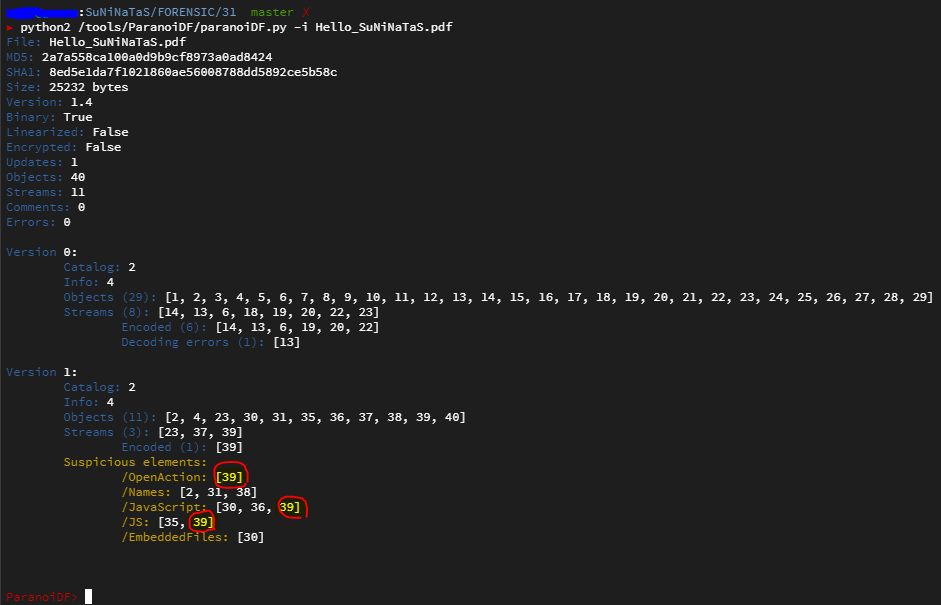 :SuNiNaTaS/FORENSIC/31 master X
► python2 /tools/ParanoiDF/paranoiDF.py -i Hello_SuNiNaTaS.pdf
File: Hello_SuNiNaTaS.pdf
MD5: 2a7a558ca100a0d9b9cf8973a0ad8424
SHA1: 8ed5e1da7f1021860ae56008788dd5892ce5b58c
Size: 25232 bytes
Version: 1.4
Binary: True
Linearized: False
Encrypted: False
Updates: 1
Objects: 40
Streams: 11
Comments: 0
Errors: 0
Version 0:
Catalog: 2
Info: 4
Objects (29): [1, 2, 3, 4, 5, 6, 7, 8, 9, 10, 11, 12, 13, 14, 15, 16, 17, 18, 19, 20, 21, 22, 23, 24, 25, 26, 27, 28, 29]
Streams (8): [14, 13, 6, 18, 19, 20, 22, 23]
Encoded (6): [14, 13, 6, 19, 20, 22]
Decoding errors (1): [13]
Version 1:
Catalog: 2
Info: 4
Objects (11): [2, 4, 23, 30, 31, 35, 36, 37, 38, 39, 40]
Streams (3): [23, 37, 39]
Encoded (1): [39]
Suspicious elements:
/OpenAction: [39]
/Names: [2, 31, 38]
/JavaScript: [30, 36, 39]
/JS: [35, 39]
/EmbeddedFiles: [30]
ParanoiDF>